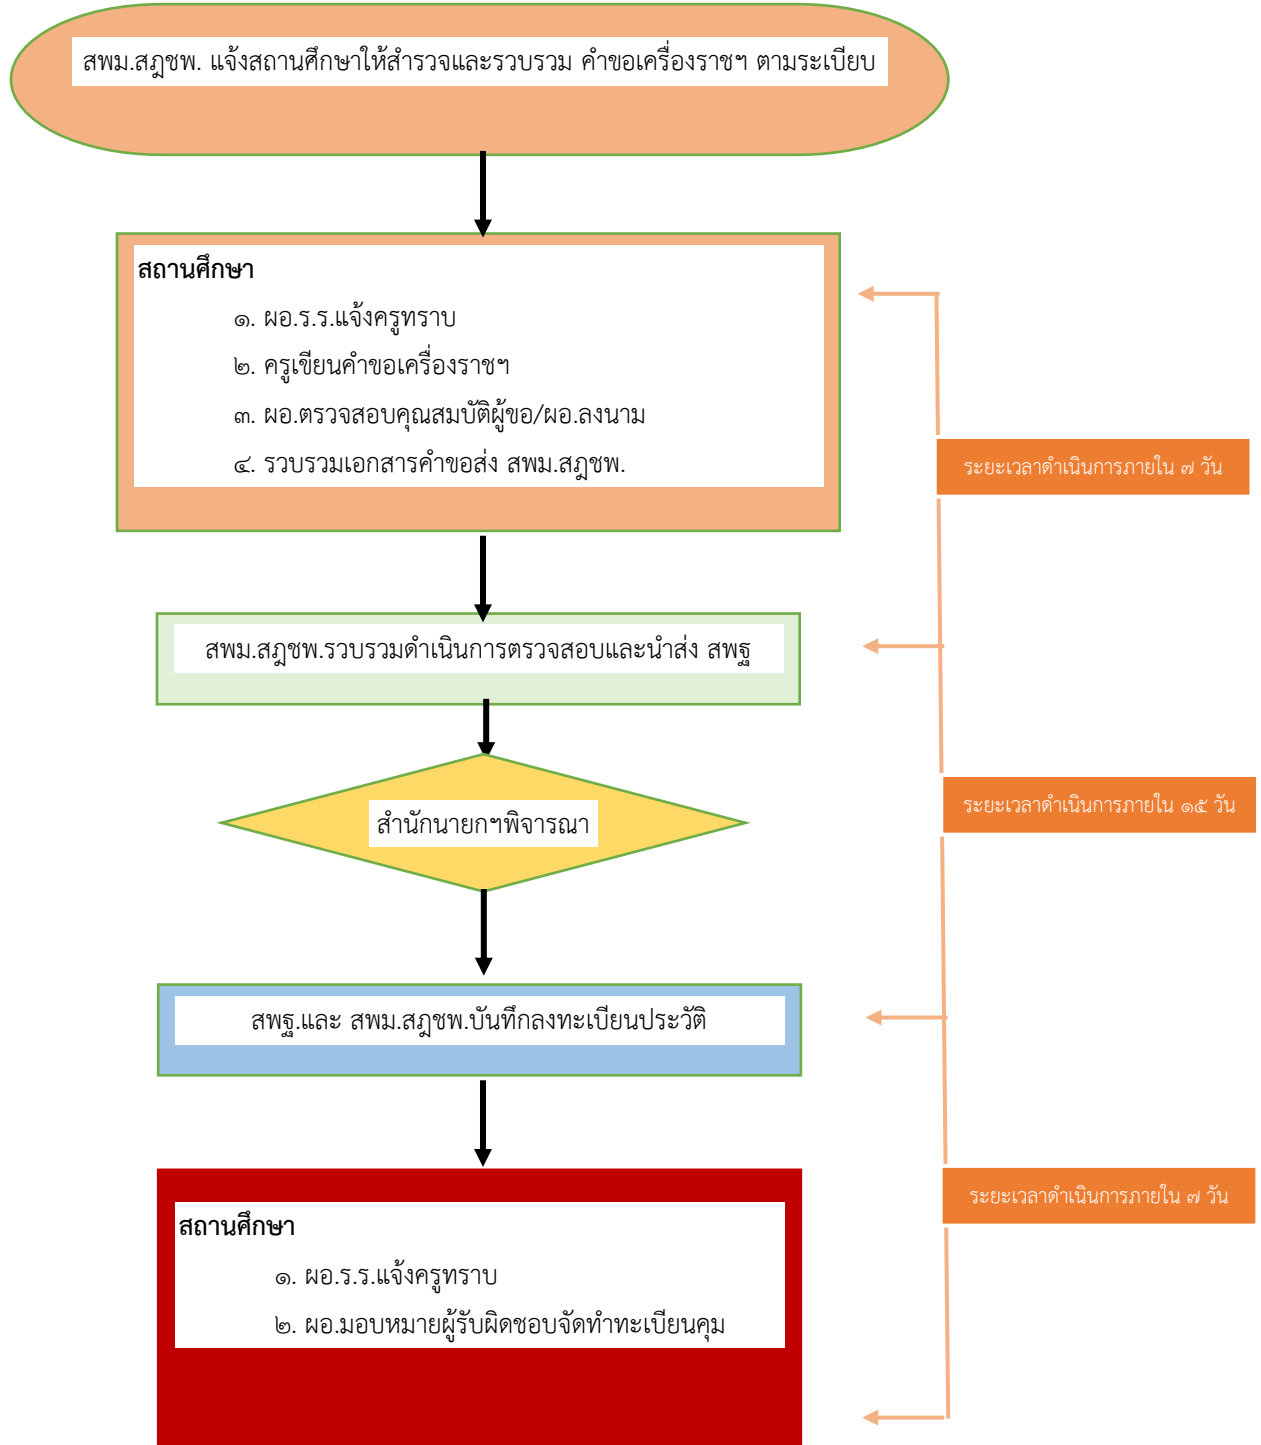 สพม.สฎชพ. แจ้งสถานศึกษาให้สำรวจและรวบรวม คำขอเครื่องราชฯ ตามระเบียบ
สถานศึกษา
๑. ผอ.ร.ร.แจ้งครูทราบ
๒. ครูเขียนคำขอเครื่องราชฯ
๓. ผอ.ตรวจสอบคุณสมบัติผู้ขอ/ผอ.ลงนาม
๔. รวบรวมเอกสารคำขอส่ง สพม.สฎชพ.
ระยะเวลาดำเนินการภายใน ๗ วัน
สพม.สฎชพ.รวบรวมดำเนินการตรวจสอบและนำส่ง สพฐ
สำนักนายกฯพิจารณา
ระยะเวลาดำเนินการภายใน ๑๕ วัน
สพฐ.และ สพม.สฎชพ.บันทึกลงทะเบียนประวัติ
ระยะเวลาดำเนินการภายใน ๗ วัน
สถานศึกษา
๑. ผอ.ร.ร.แจ้งครูทราบ
๒. ผอ.มอบหมายผู้รับผิดชอบจัดทำทะเบียนคุม